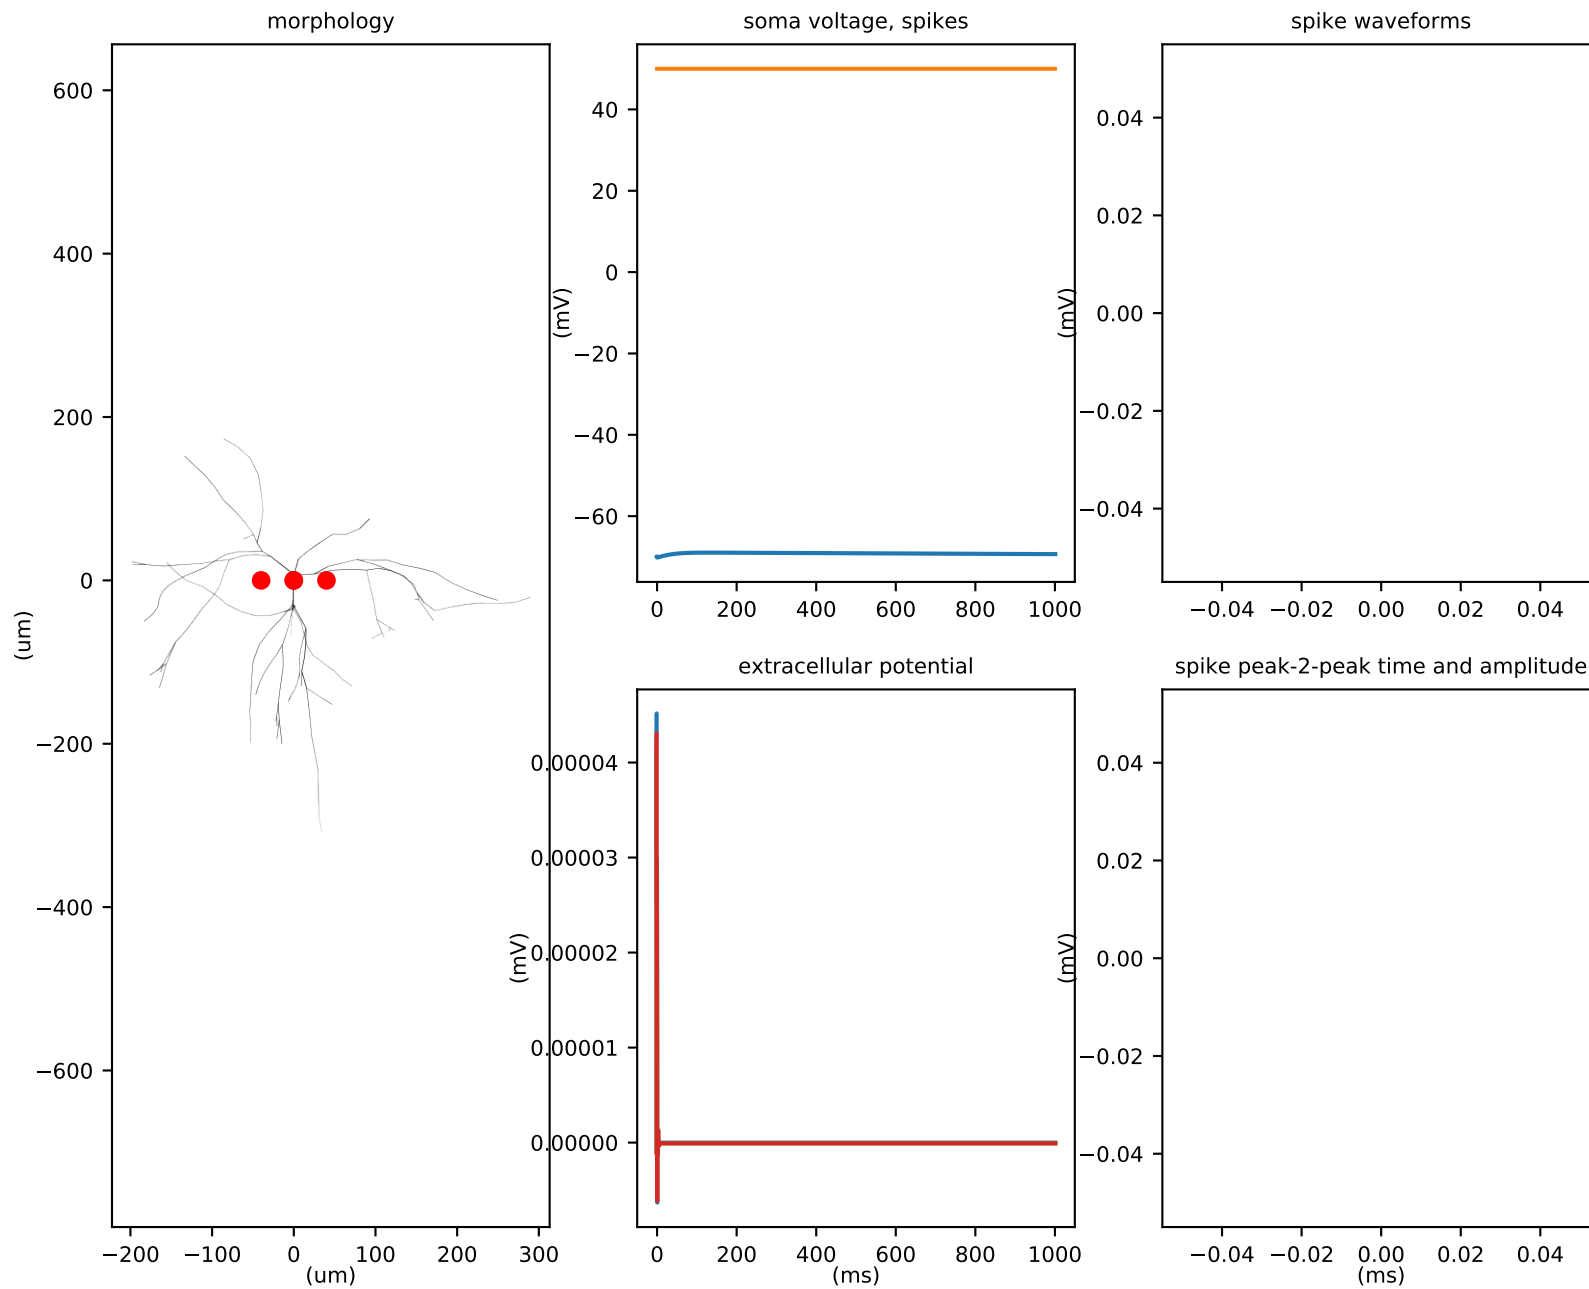 morphology
600
400
200
0
−200
−400
−600
(um)
−200 −100 0 100 200 300
(um)
soma voltage, spikes
40
20
0
−20
−40
−60
(mV)
0 200 400 600 800 1000
spike waveforms
0.04
0.02
0.00
−0.02
−0.04
(mV)
−0.04 −0.02 0.00 0.02 0.04
extracellular potential
0.00004
0.00003
0.00002
0.00001
0.00000
(mV)
0 200 400 600 800 1000
(ms)
spike peak-2-peak time and amplitude
0.04
0.02
0.00
−0.02
−0.04
(mV)
−0.04 −0.02 0.00 0.02 0.04
(ms)